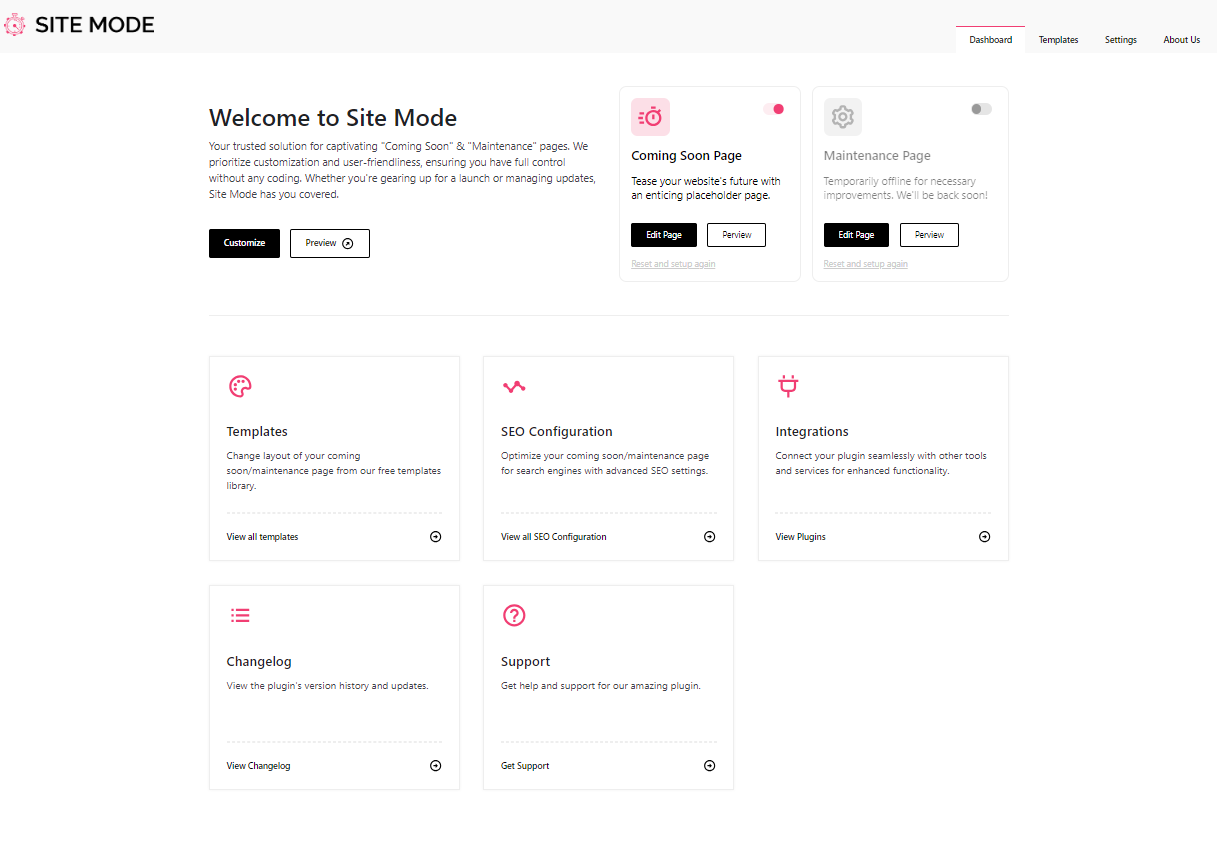 SITE MODE
Dashboard
Templates
Settings
About Us
Welcome to Site Mode
Your trusted solution for captivating "Coming Soon" & "Maintenance" pages. We
prioritize customization and user-friendliness, ensuring you have full control
without any coding. Whether you're gearing up for a launch or managing updates,
Site Mode has you covered.
Customize
Preview
Coming Soon Page
Tease your website's future with
an enticing placeholder page.
Edit Page
Perview
Reset and setup again
Maintenance Page
Temporarily offline for necessary
improvements. We'll be back soon!
Edit Page
Perview
Reset and setup again
Templates
Change layout of your coming
soon/maintenance page from our free templates
library.
View all templates
SEO Configuration
Optimize your coming soon/maintenance page
for search engines with advanced SEO settings.
View all SEO Configuration
Integrations
Connect your plugin seamlessly with other tools
and services for enhanced functionality.
View Plugins
Changelog
View the plugin's version history and updates.
View Changelog
Support
Get help and support for our amazing plugin.
Get Support